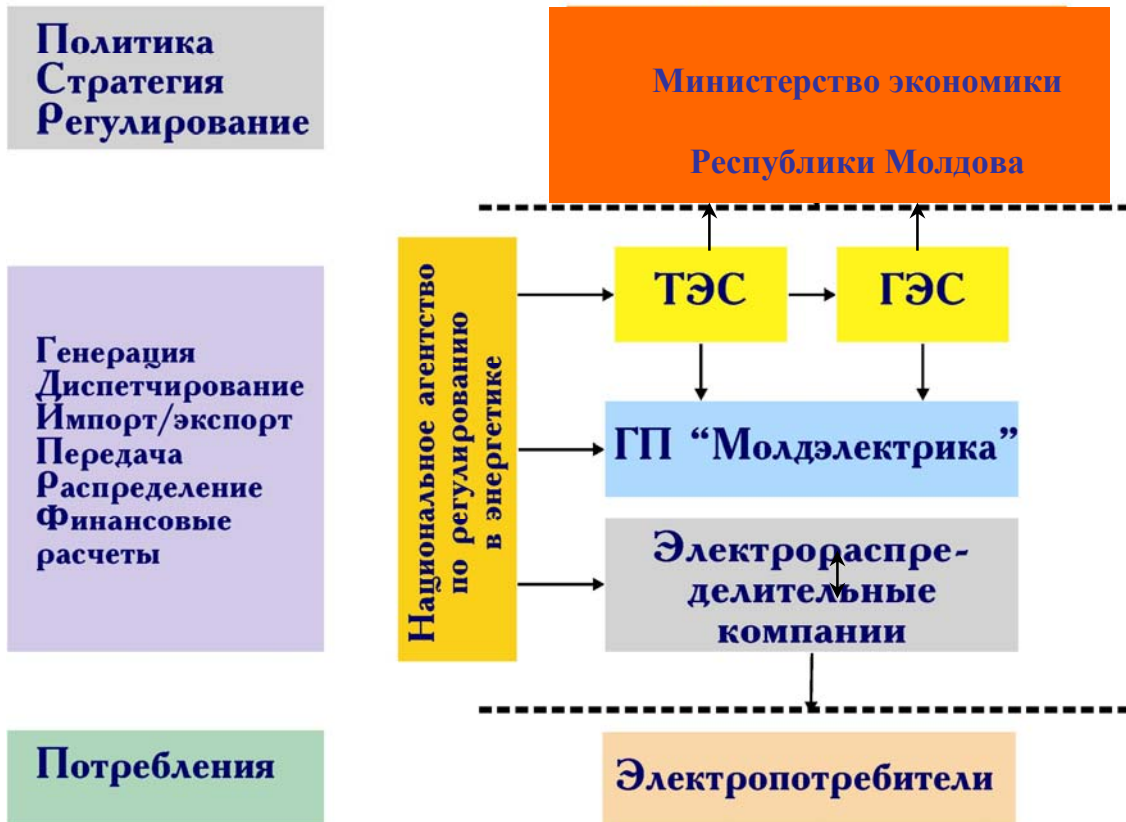 Политика
Стратегия
Регулирование
Министерство экономики
Республики Молдова
Генерация
Диспетчирование
Импорт/экспорт
Передача
Распределение
Финансовые
расчеты
Национальное агентство
по регулированию
в энергетике
ТЭС
ГЭС
ГП “Молдэлектрика”
Электрораспре-
делительные
компании
Потребления
Электропотребители